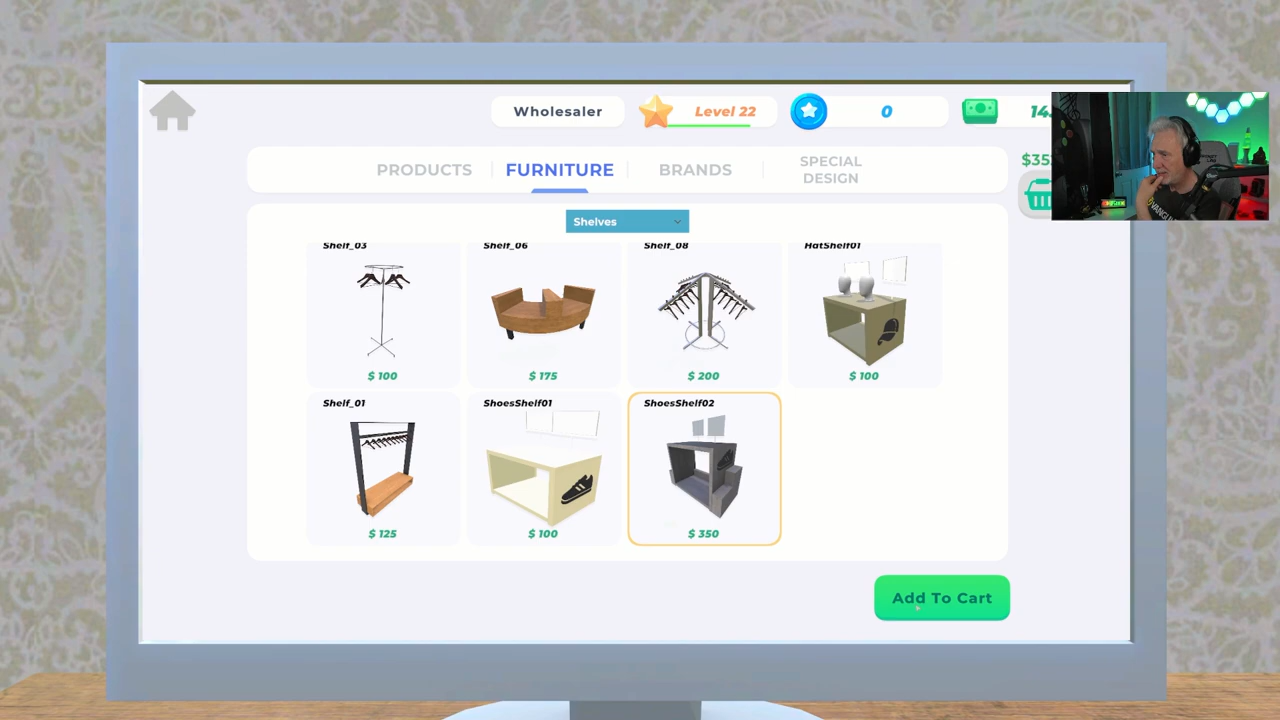 Wholesaler
Level 22
0
14.
PRODUCTS
FURNITURE
BRANDS
SPECIAL
DESIGN
Shelves
Shelf_03
Shelf_06
Shelf_08
HatShelf01
$ 100
$ 175
$ 200
$ 100
Shelf_01
ShoesShelf01
ShoesShelf02
$ 125
$ 100
$ 350
Add To Cart